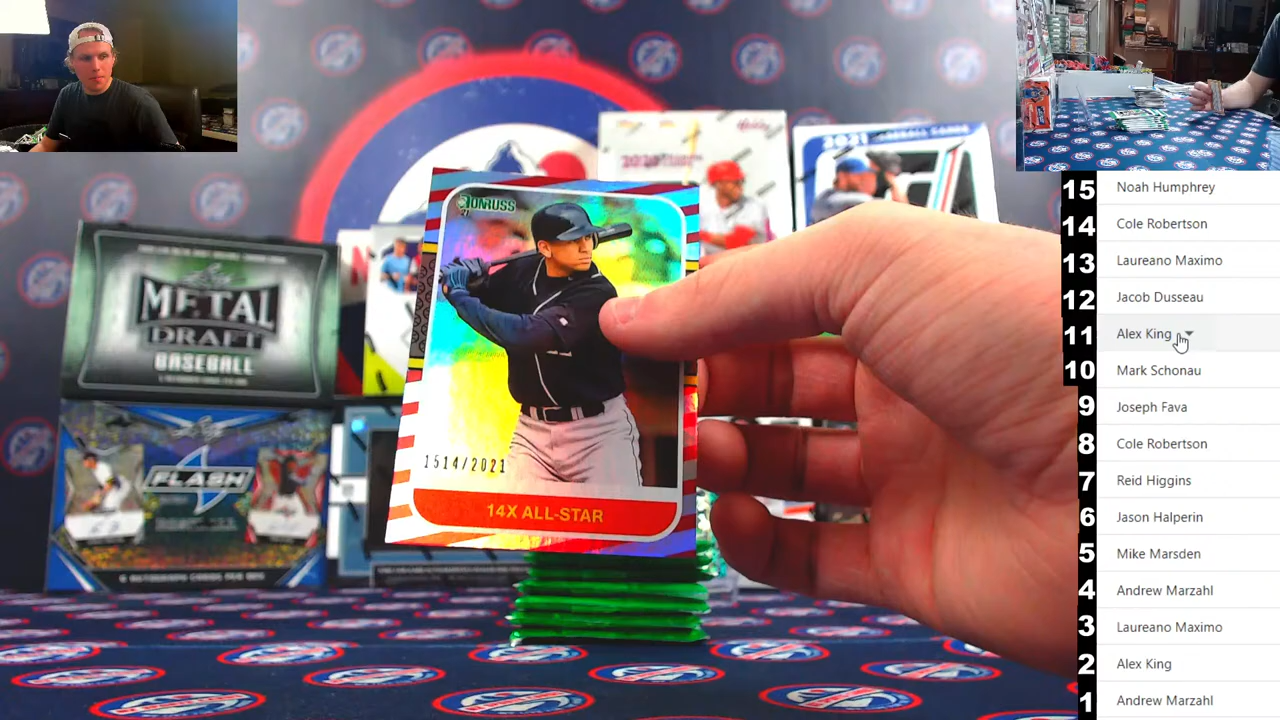 15 Noah Humphrey
14 Cole Robertson
13 Laureano Maximo
12 Jacob Dusseau
11 Alex King
10 Mark Schonau
9 Joseph Fava
8 Cole Robertson
7 Reid Higgins
6 Jason Halperin
5 Mike Marsden
4 Andrew Marzahl
3 Laureano Maximo
2 Alex King
1 Andrew Marzahl
DONRUSS
1514/2021
14X ALL-STAR
Leaf
METAL
DRAFT
BASEBALL
FLASH
2021